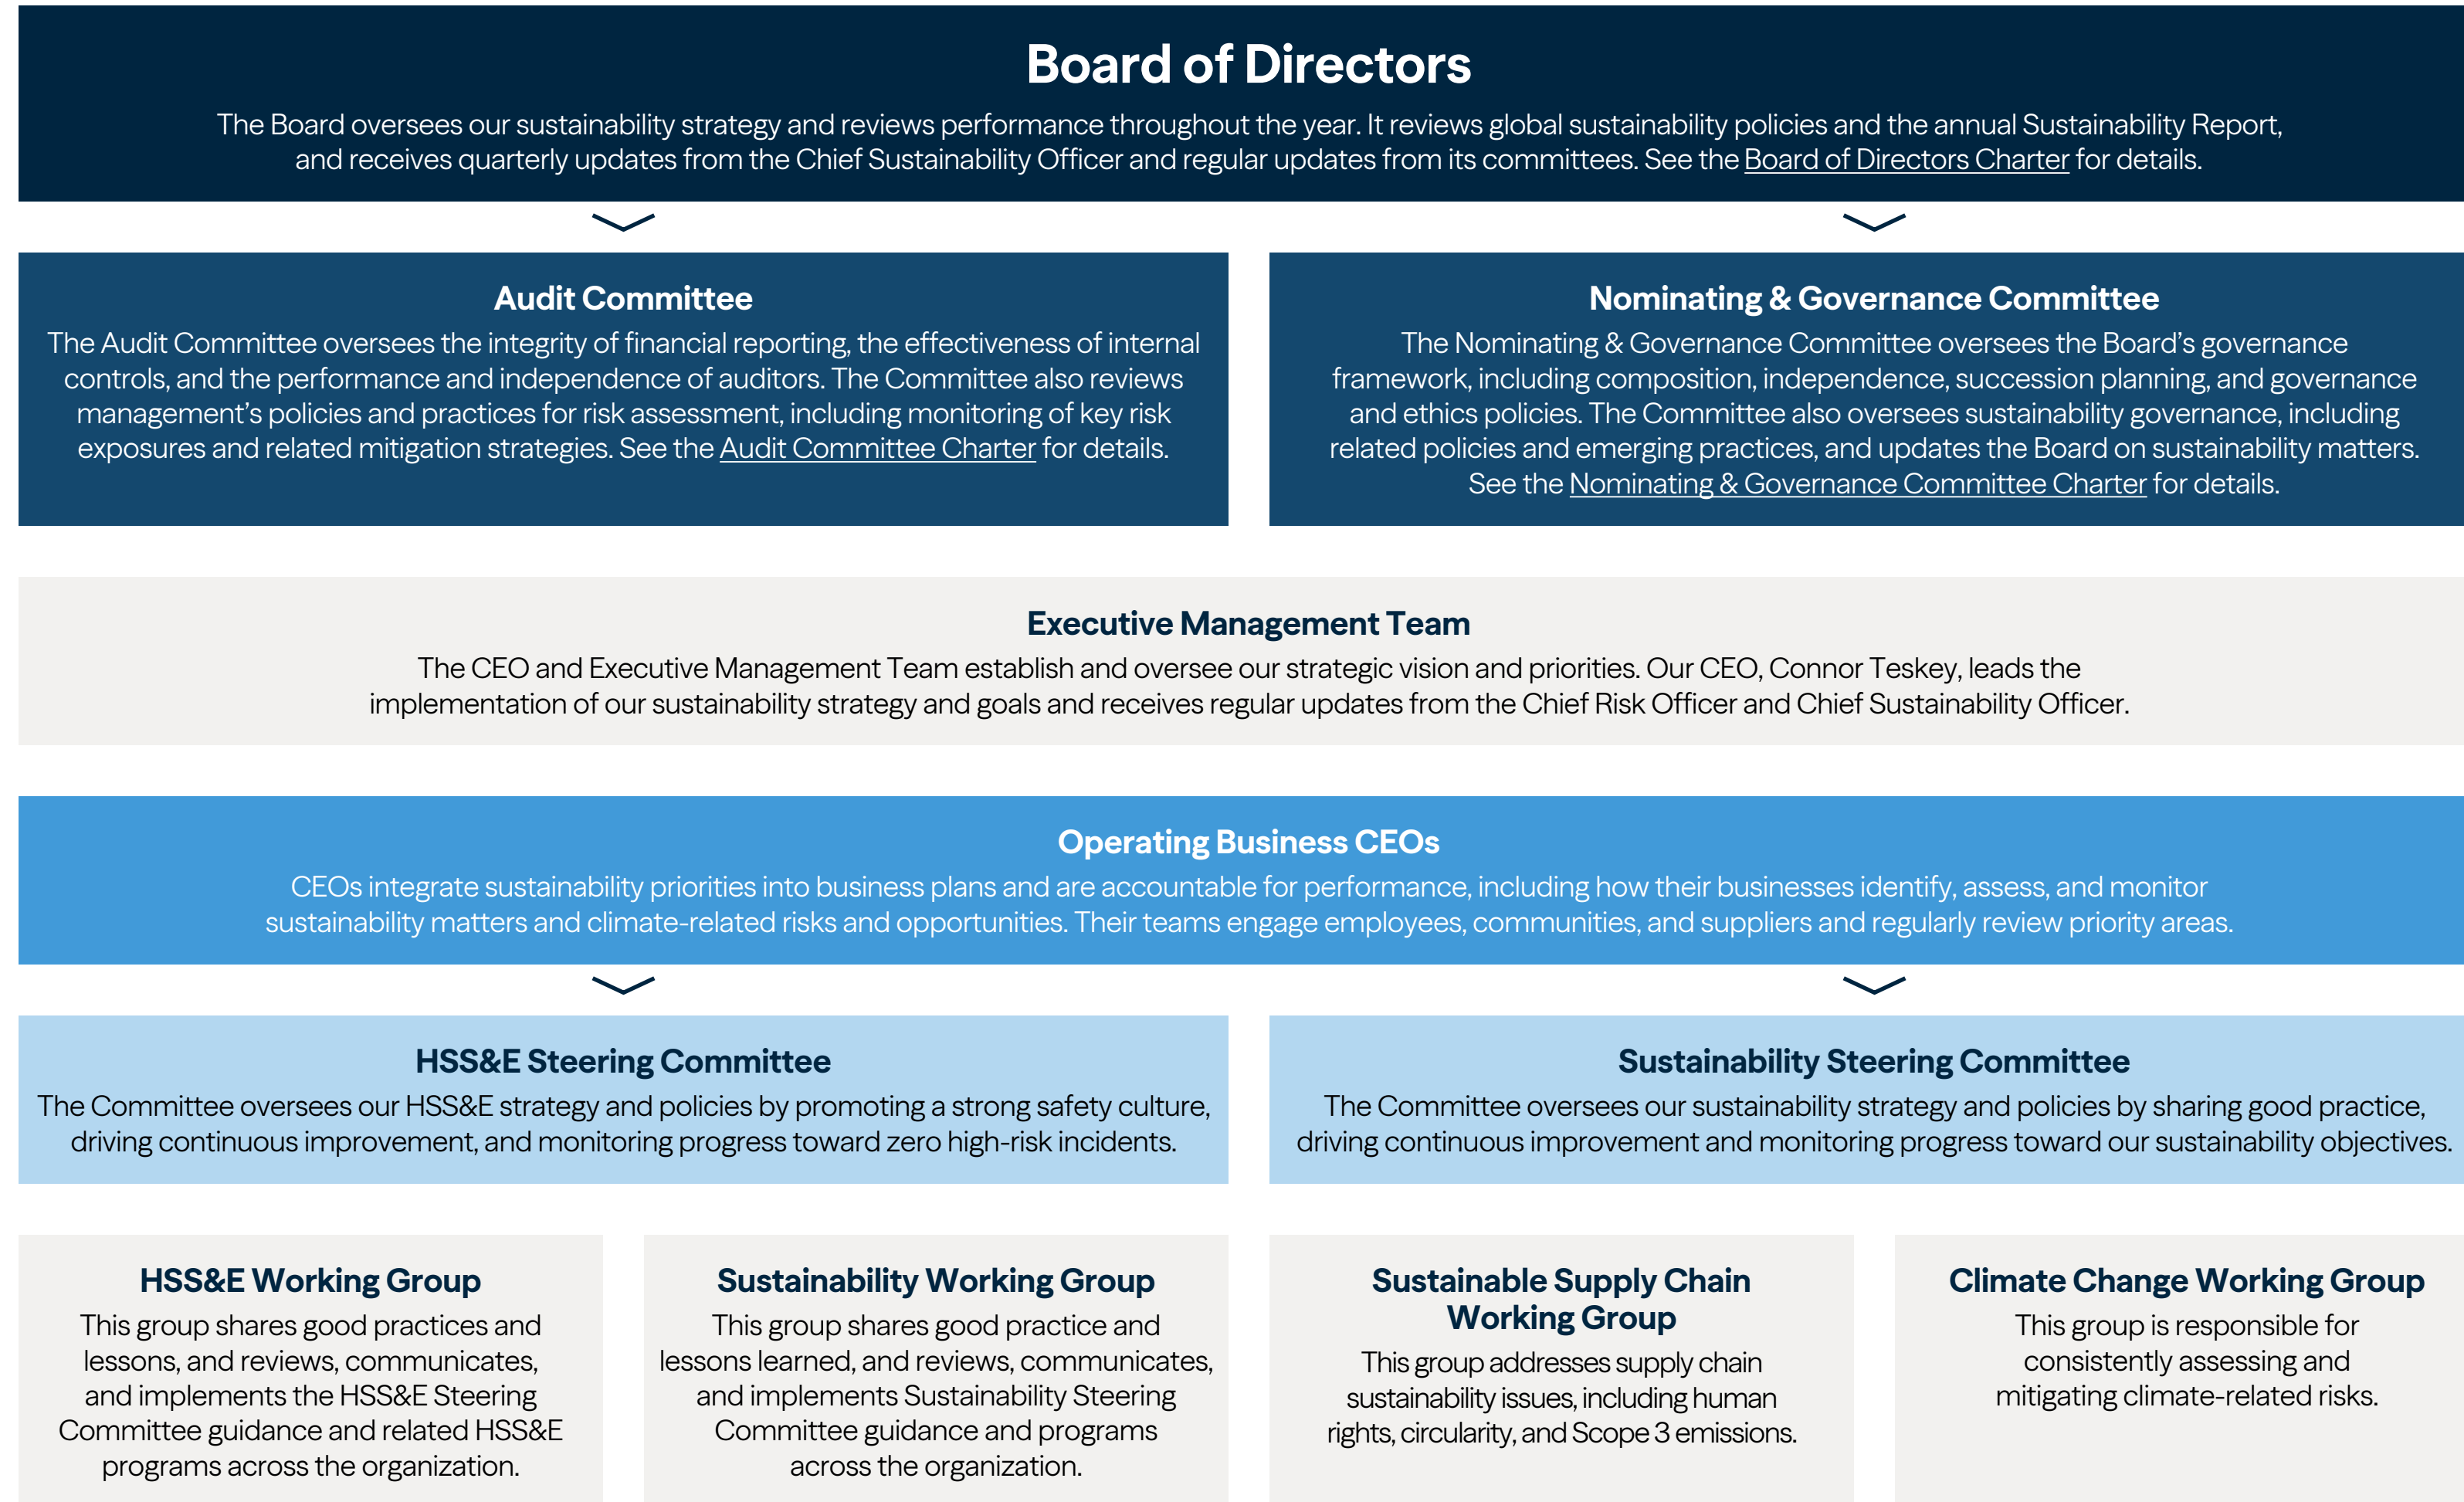 Board of Directors
The Board oversees our sustainability strategy and reviews performance throughout the year. It reviews global sustainability policies and the annual Sustainability Report,
and receives quarterly updates from the Chief Sustainability Officer and regular updates from its committees. See the Board of Directors Charter for details.
Audit Committee
The Audit Committee oversees the integrity of financial reporting, the effectiveness of internal
controls, and the performance and independence of auditors. The Committee also reviews
management's policies and practices for risk assessment, including monitoring of key risk
exposures and related mitigation strategies. See the Audit Committee Charter for details.
Nominating & Governance Committee
The Nominating & Governance Committee oversees the Board's governance
framework, including composition, independence, succession planning, and governance
and ethics policies. The Committee also oversees sustainability governance, including
related policies and emerging practices, and updates the Board on sustainability matters.
See the Nominating & Governance Committee Charter for details.
Executive Management Team
The CEO and Executive Management Team establish and oversee our strategic vision and priorities. Our CEO, Connor Teskey, leads the
implementation of our sustainability strategy and goals and receives regular updates from the Chief Risk Officer and Chief Sustainability Officer.
Operating Business CEOs
CEOs integrate sustainability priorities into business plans and are accountable for performance, including how their businesses identify, assess, and monitor
sustainability matters and climate-related risks and opportunities. Their teams engage employees, communities, and suppliers and regularly review priority areas.
HSS&E Steering Committee
The Committee oversees our HSS&E strategy and policies by promoting a strong safety culture,
driving continuous improvement, and monitoring progress toward zero high-risk incidents.
Sustainability Steering Committee
The Committee oversees our sustainability strategy and policies by sharing good practice,
driving continuous improvement and monitoring progress toward our sustainability objectives.
HSS&E Working Group
This group shares good practices and
lessons, and reviews, communicates,
and implements the HSS&E Steering
Committee guidance and related HSS&E
programs across the organization.
Sustainability Working Group
This group shares good practice and
lessons learned, and reviews, communicates,
and implements Sustainability Steering
Committee guidance and programs
across the organization.
Sustainable Supply Chain
Working Group
This group addresses supply chain
sustainability issues, including human
rights, circularity, and Scope 3 emissions.
Climate Change Working Group
This group is responsible for
consistently assessing and
mitigating climate-related risks.